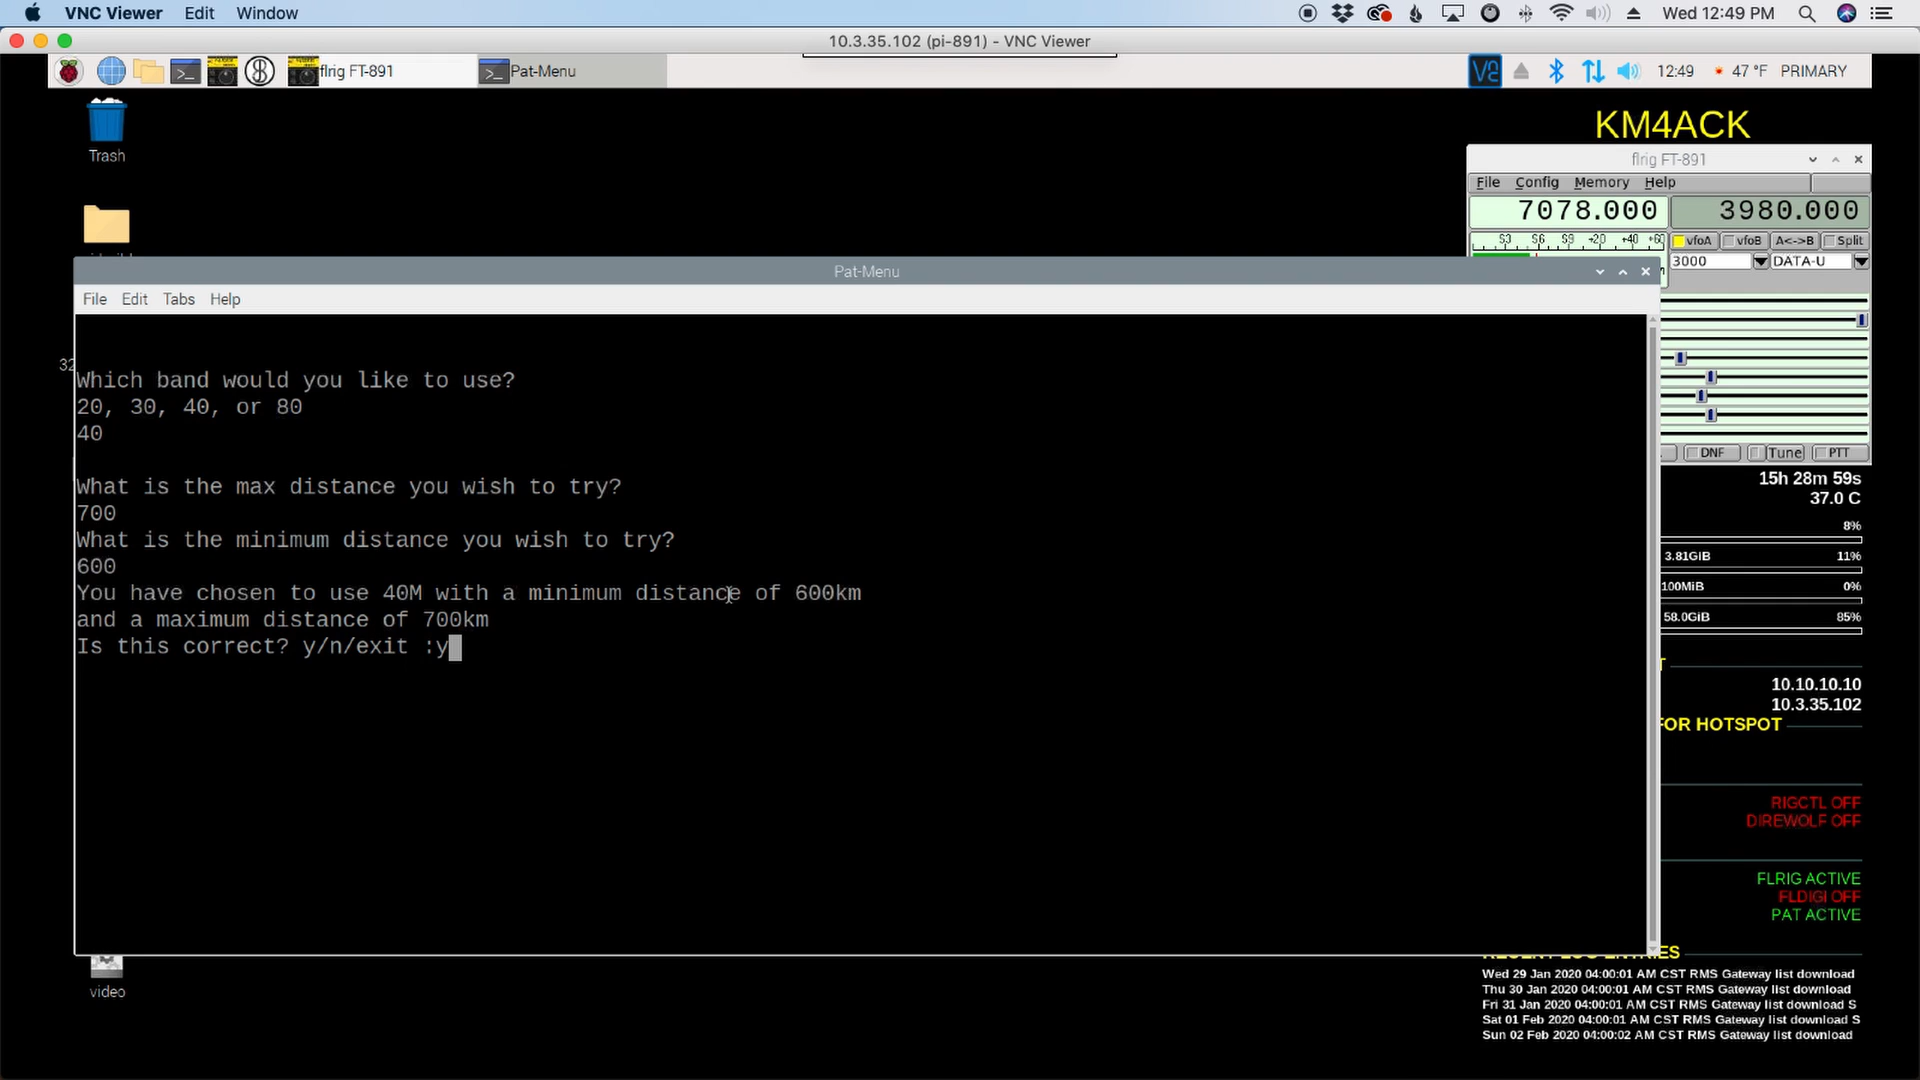 VNC Viewer Edit Window Wed 12:49 PM
10.3.35.102 (pi-891) - VNC Viewer
flrig FT-891 Pat-Menu 12:49 47 °F PRIMARY
Trash
KM4ACK
flrig FT-891
File Config Memory Help
7078.000 3980.000
S3 S6 S9 +20 +40 +60 vfoA vfoB A<->B Split
3000 DATA-U
Pat-Menu
File Edit Tabs Help
32
Which band would you like to use?
20, 30, 40, or 80
40
What is the max distance you wish to try?
700
What is the minimum distance you wish to try?
600
You have chosen to use 40M with a minimum distance of 600km
and a maximum distance of 700km
Is this correct? y/n/exit :y
DNF Tune PTT
15h 28m 59s
37.0 C
8%
3.81GiB 11%
100MiB 0%
58.0GiB 85%
10.10.10.10
10.3.35.102
FOR HOTSPOT
RIGCTL OFF
DIREWOLF OFF
FLRIG ACTIVE
FLDIGI OFF
PAT ACTIVE
video
Wed 29 Jan 2020 04:00:01 AM CST RMS Gateway list download
Thu 30 Jan 2020 04:00:01 AM CST RMS Gateway list download
Fri 31 Jan 2020 04:00:01 AM CST RMS Gateway list download S
Sat 01 Feb 2020 04:00:01 AM CST RMS Gateway list download S
Sun 02 Feb 2020 04:00:02 AM CST RMS Gateway list download